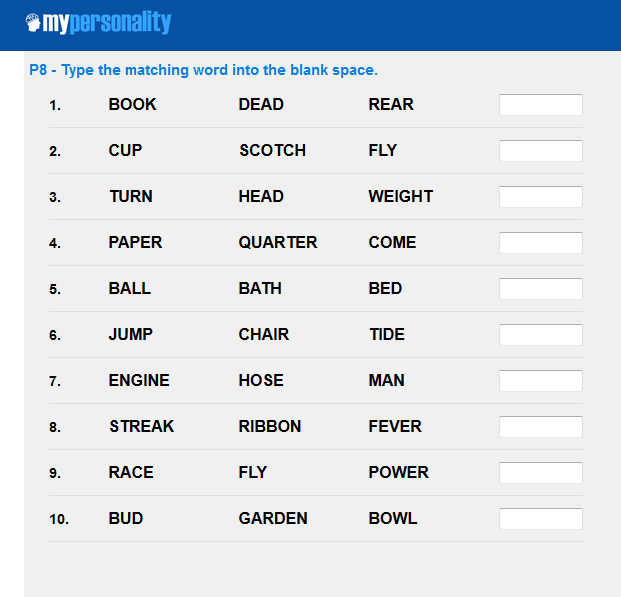 mypersonality
P8 - Type the matching word into the blank space.
1. BOOK DEAD REAR
2. CUP SCOTCH FLY
3. TURN HEAD WEIGHT
4. PAPER QUARTER COME
5. BALL BATH BED
6. JUMP CHAIR TIDE
7. ENGINE HOSE MAN
8. STREAK RIBBON FEVER
9. RACE FLY POWER
10. BUD GARDEN BOWL